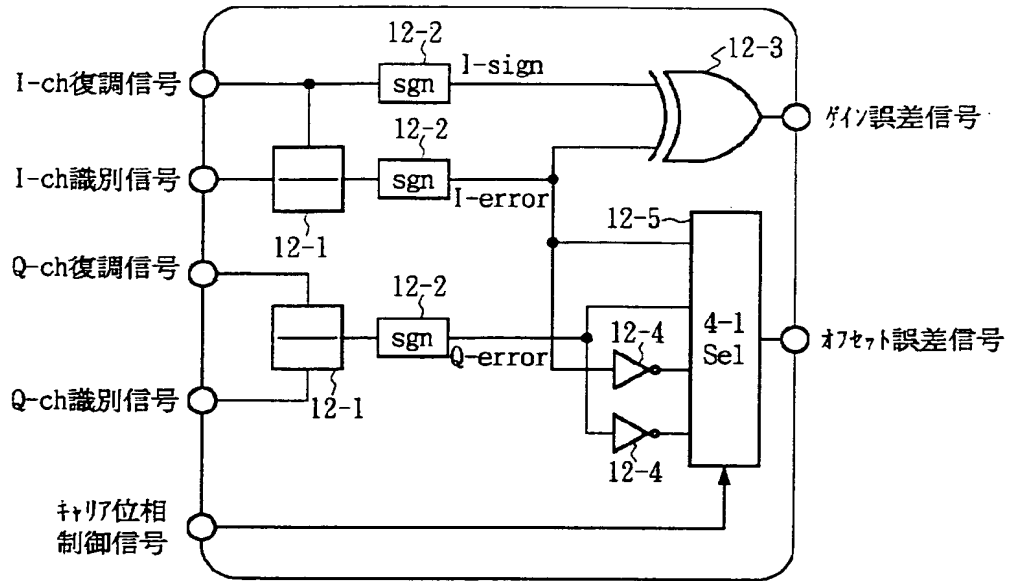 12-2
12-3
I-ch復調信号
sgn
I-sign
ｹﾞｲﾝ誤差信号
12-2
I-ch識別信号
sgn
I-error
12-1
12-5
Q-ch復調信号
12-2
sgn
Q-error
12-4
4-1
Sel
ｵﾌｾｯﾄ誤差信号
Q-ch識別信号
12-1
12-4
ｷｬﾘｱ位相
制御信号